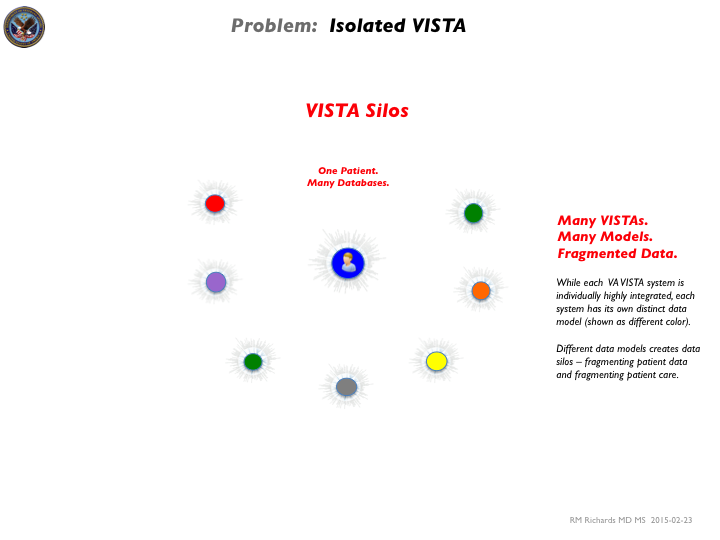 Problem: Isolated VISTA
VISTA Silos
One Patient.
Many Databases.
Many VISTAs.
Many Models.
Fragmented Data.
While each VA VISTA system is
individually highly integrated, each
system has its own distinct data
model (shown as different color).
Different data models creates data
silos – fragmenting patient data
and fragmenting patient care.
RM Richards MD MS 2015-02-23